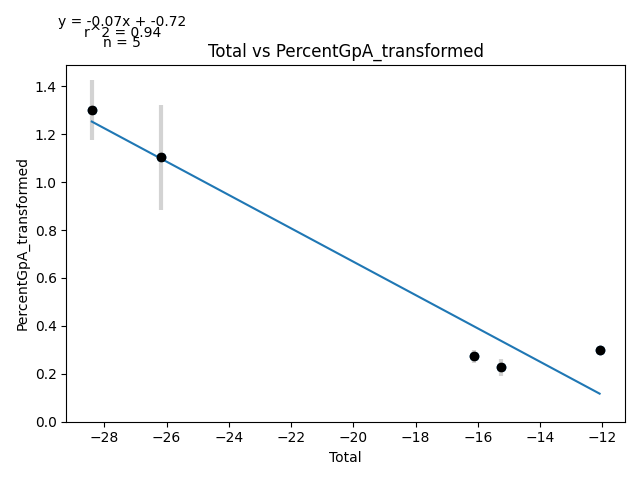 y = -0.07x + -0.72
r^2 = 0.94
n = 5
Total vs PercentGpA_transformed
PercentGpA_transformed
1.4
1.2
1.0
0.8
0.6
0.4
0.2
0.0
−28 −26 −24 −22 −20 −18 −16 −14 −12
Total